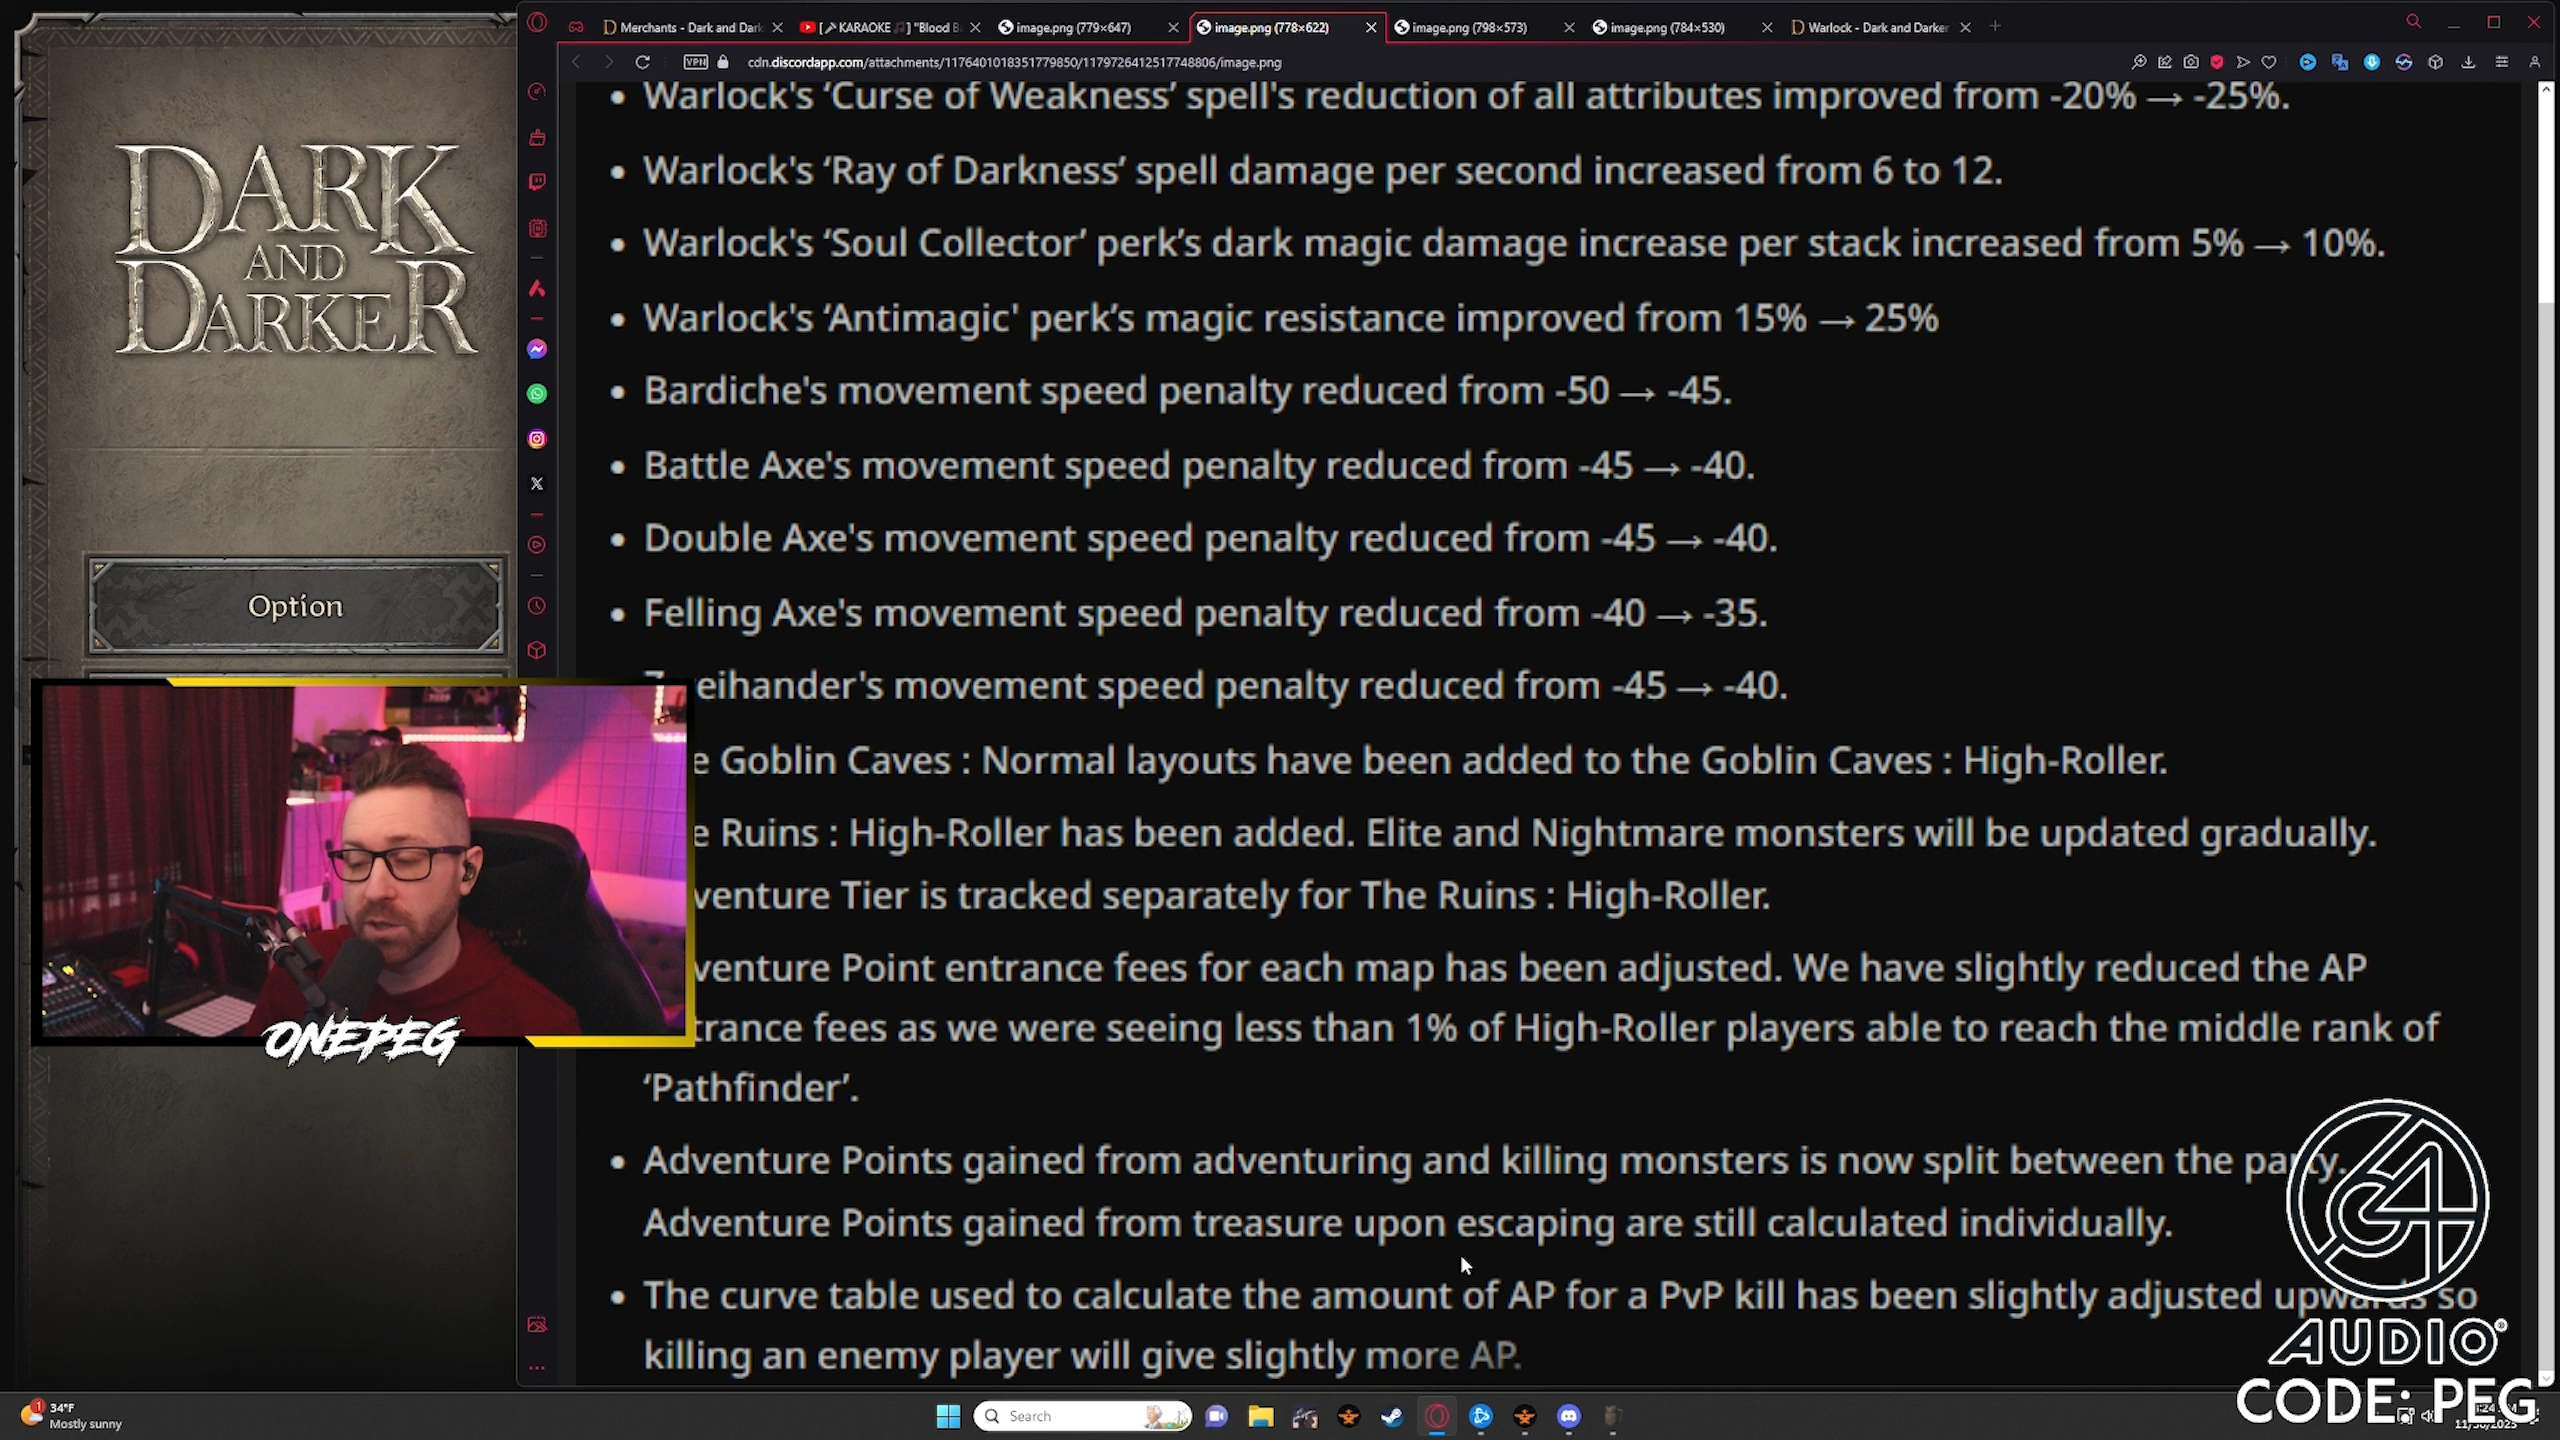 Merchants - Dark and Dark
[🎤KARAOKE🎵] "Blood B
image.png (779×647)
image.png (778×622)
image.png (798×573)
image.png (784×530)
Warlock - Dark and Darker
VPN
cdn.discordapp.com/attachments/1176401018351779850/1179726412517748806/image.png
DARK
AND
DARKER
Option
Warlock's ‘Curse of Weakness’ spell's reduction of all attributes improved from -20% → -25%.
Warlock's ‘Ray of Darkness’ spell damage per second increased from 6 to 12.
Warlock's ‘Soul Collector’ perk’s dark magic damage increase per stack increased from 5% → 10%.
Warlock's ‘Antimagic' perk’s magic resistance improved from 15% → 25%
Bardiche's movement speed penalty reduced from -50 → -45.
Battle Axe's movement speed penalty reduced from -45 → -40.
Double Axe's movement speed penalty reduced from -45 → -40.
Felling Axe's movement speed penalty reduced from -40 → -35.
eihander's movement speed penalty reduced from -45 → -40.
e Goblin Caves : Normal layouts have been added to the Goblin Caves : High-Roller.
e Ruins : High-Roller has been added. Elite and Nightmare monsters will be updated gradually.
venture Tier is tracked separately for The Ruins : High-Roller.
venture Point entrance fees for each map has been adjusted. We have slightly reduced the AP
trance fees as we were seeing less than 1% of High-Roller players able to reach the middle rank of
‘Pathfinder’.
Adventure Points gained from adventuring and killing monsters is now split between the party.
Adventure Points gained from treasure upon escaping are still calculated individually.
The curve table used to calculate the amount of AP for a PvP kill has been slightly adjusted upwards so
killing an enemy player will give slightly more AP.
ONEPEG
AUDIO
CODE: PEG
1
34°F
Mostly sunny
Search